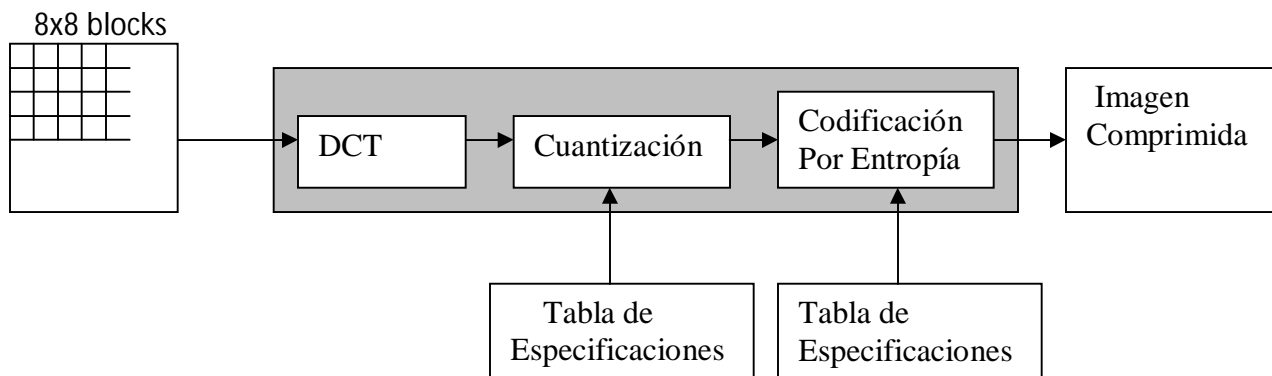 8x8 blocks
DCT
Cuantización
Codificación
Por Entropía
Imagen
Comprimida
Tabla de
Especificaciones
Tabla de
Especificaciones